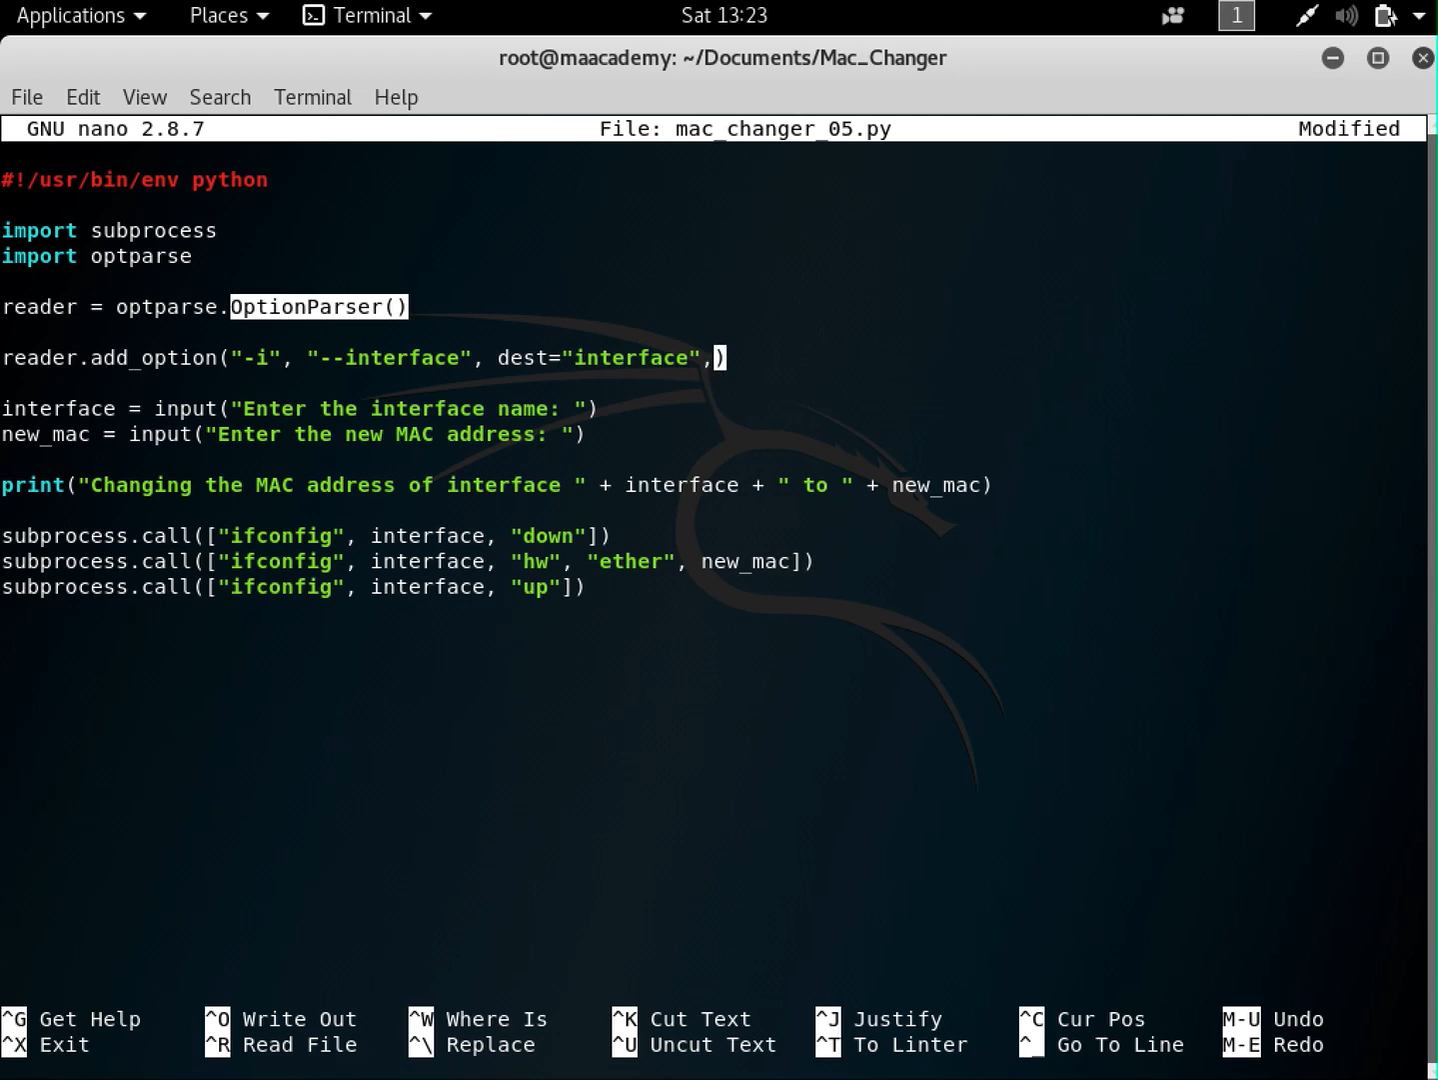 Applications Places Terminal Sat 13:23 1
root@maacademy: ~/Documents/Mac_Changer
File Edit View Search Terminal Help
GNU nano 2.8.7 File: mac_changer_05.py Modified
#!/usr/bin/env python
import subprocess
import optparse
reader = optparse.OptionParser()
reader.add_option("-i", "--interface", dest="interface",)
interface = input("Enter the interface name: ")
new_mac = input("Enter the new MAC address: ")
print("Changing the MAC address of interface " + interface + " to " + new_mac)
subprocess.call(["ifconfig", interface, "down"])
subprocess.call(["ifconfig", interface, "hw", "ether", new_mac])
subprocess.call(["ifconfig", interface, "up"])
^G Get Help ^O Write Out ^W Where Is ^K Cut Text ^J Justify ^C Cur Pos M-U Undo
^X Exit ^R Read File ^\ Replace ^U Uncut Text ^T To Linter ^_ Go To Line M-E Redo